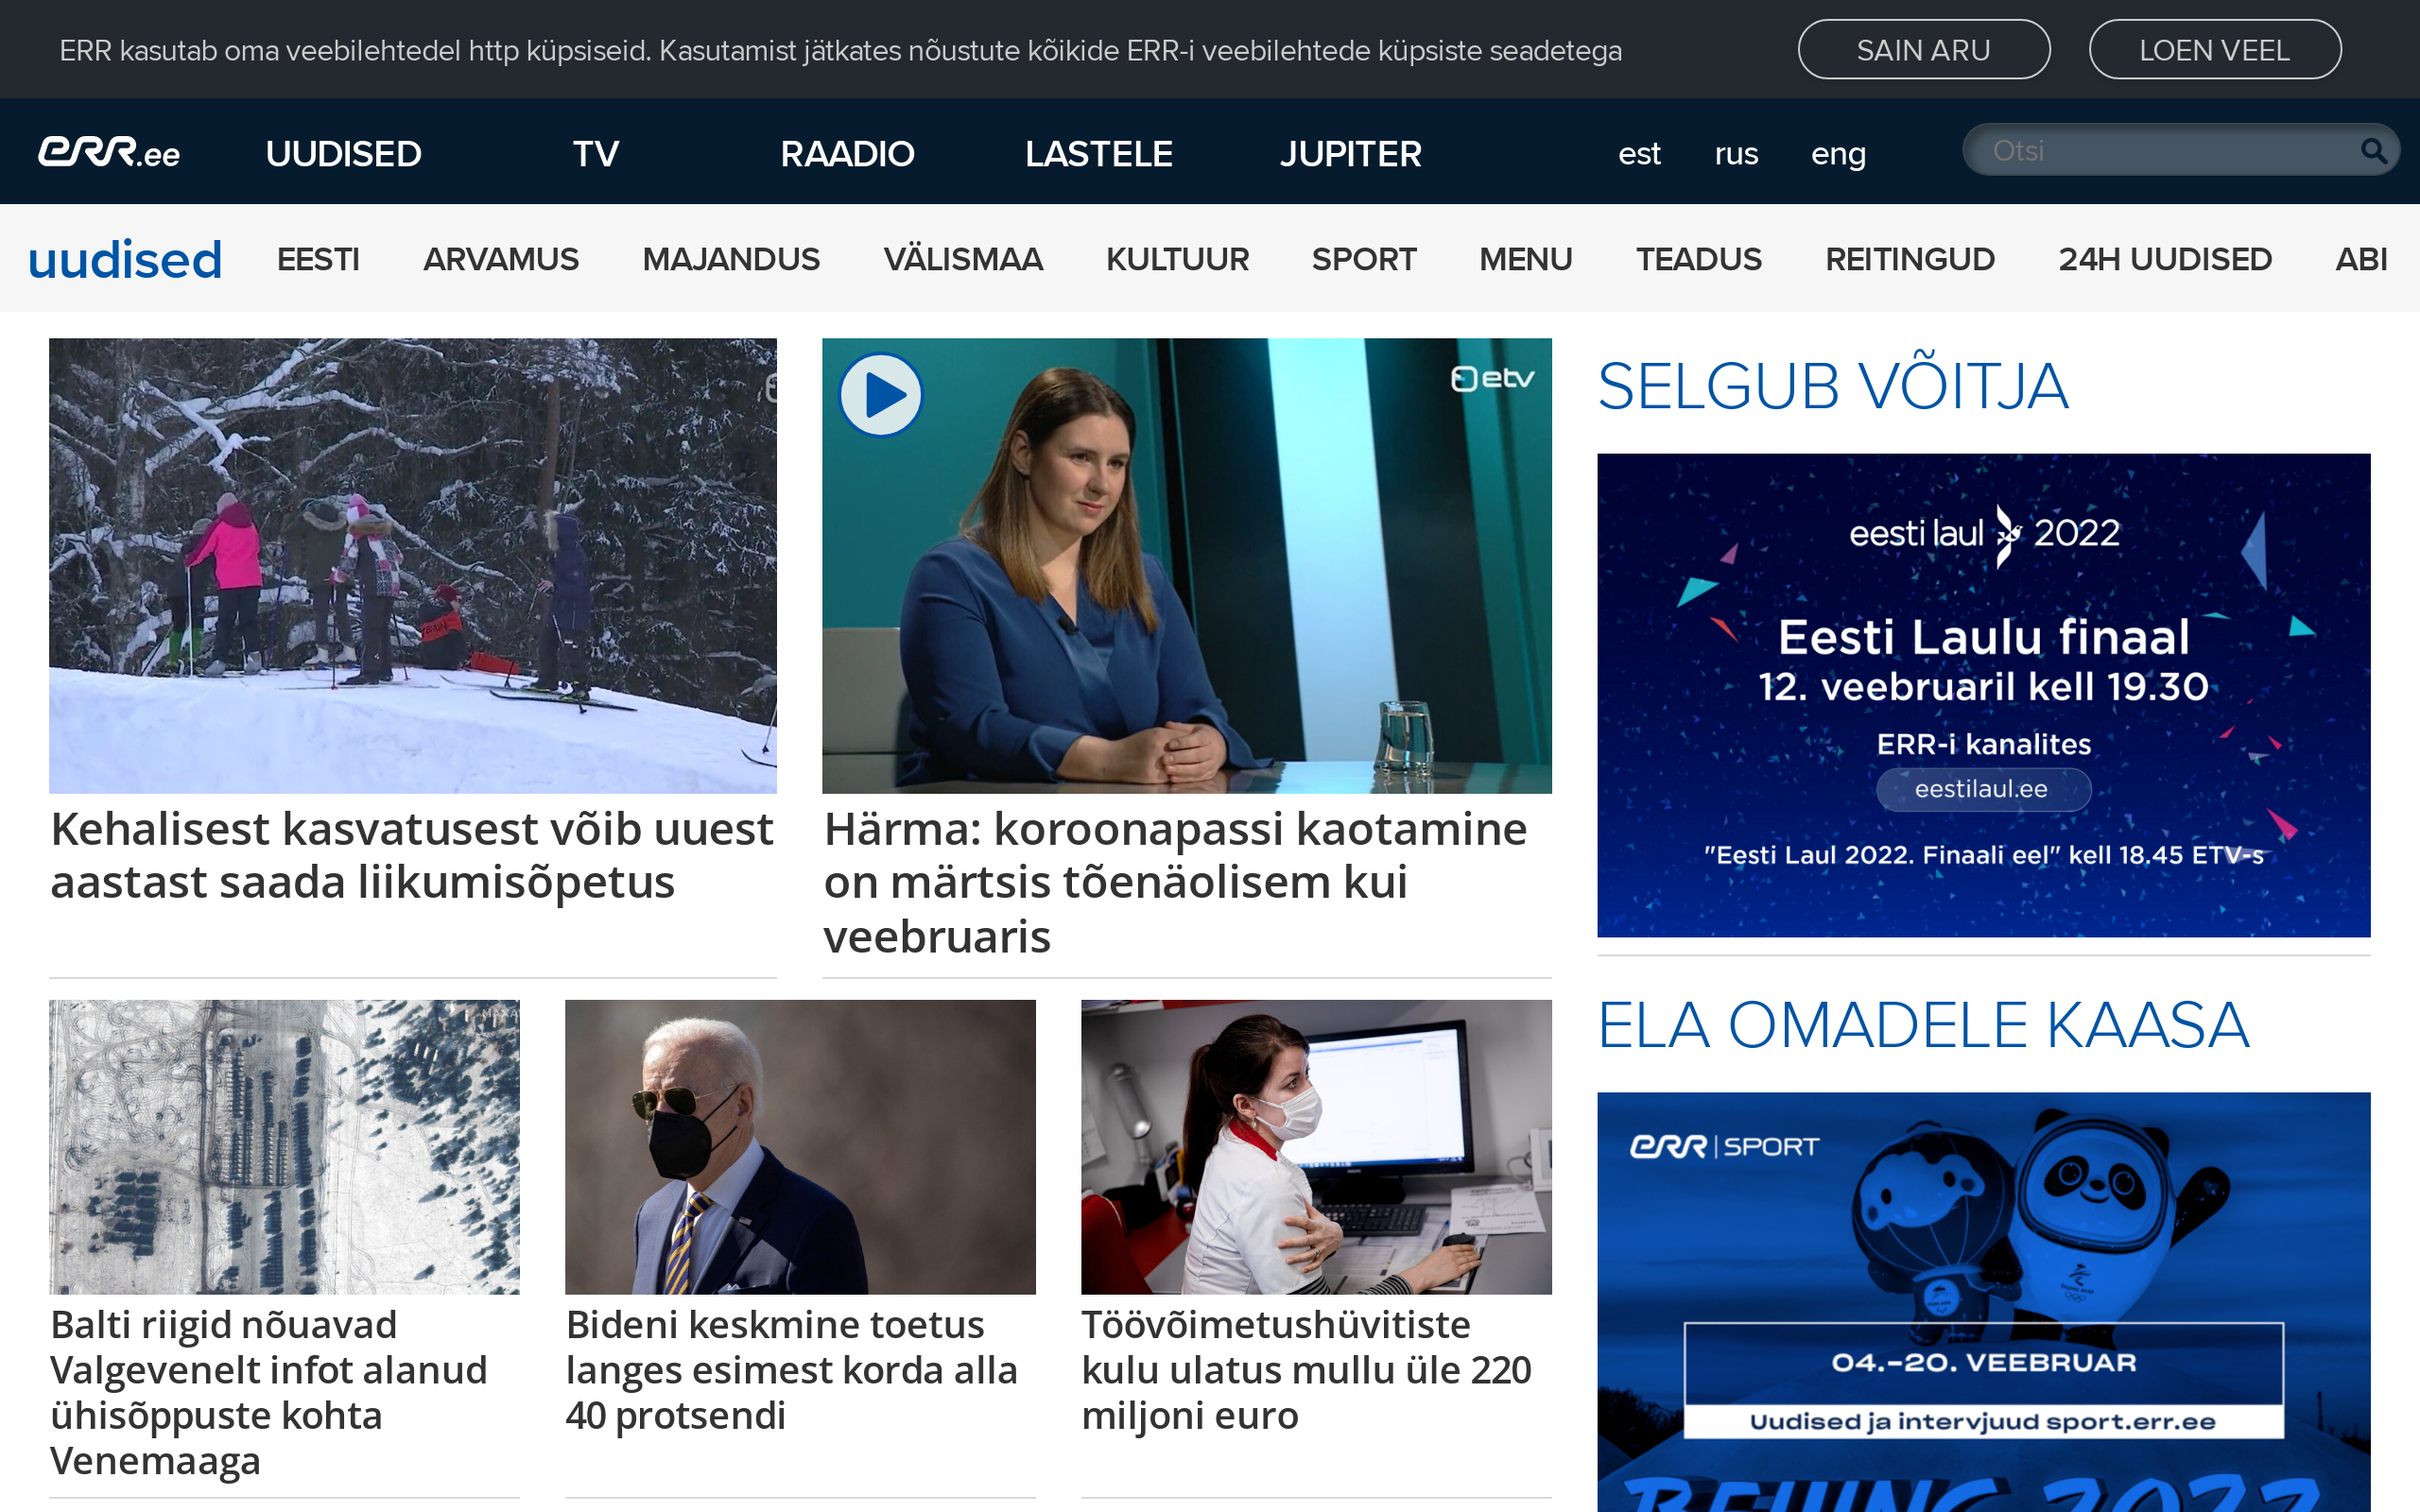 ERR kasutab oma veebilehtedel http küpsiseid. Kasutamist jätkates nõustute kõikide ERR-i veebilehtede küpsiste seadetega
SAIN ARU
LOEN VEEL
err.ee
UUDISED
TV
RAADIO
LASTELE
JUPITER
est
rus
eng
Otsi
uudised
EESTI
ARVAMUS
MAJANDUS
VÄLISMAA
KULTUUR
SPORT
MENU
TEADUS
REITINGUD
24H UUDISED
ABI
Kehalisest kasvatusest võib uuest
aastast saada liikumisõpetus
etv
Härma: koroonapassi kaotamine
on märtsis tõenäolisem kui
veebruaris
Balti riigid nõuavad
Valgevenelt infot alanud
ühisõppuste kohta
Venemaaga
Bideni keskmine toetus
langes esimest korda alla
40 protsendi
Töövõimetushüvitiste
kulu ulatus mullu üle 220
miljoni euro
SELGUB VÕITJA
eesti laul 2022
Eesti Laulu finaal
12. veebruaril kell 19.30
ERR-i kanalites
eestilaul.ee
"Eesti Laul 2022. Finaali eel" kell 18.45 ETV-s
ELA OMADELE KAASA
err SPORT
04.–20. VEEBRUAR
Uudised ja intervjuud sport.err.ee
BEIJING 2022